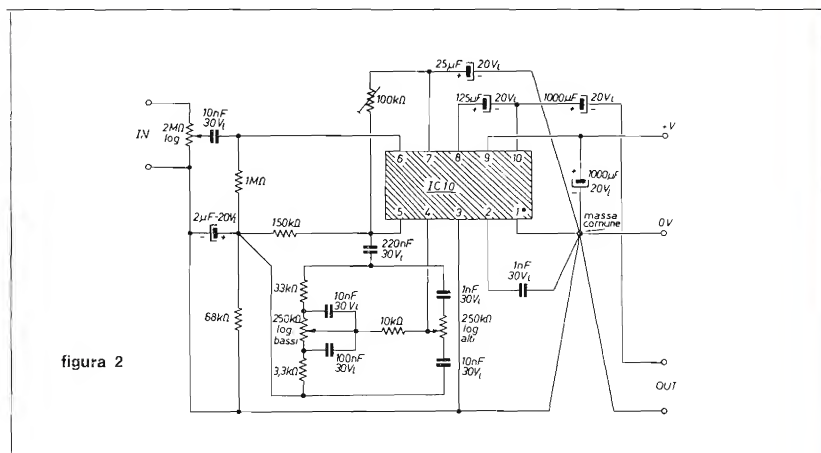 25µF
20Vₗ
+
-
125µF
20Vₗ
+
-
1000µF
20Vₗ
+
-
100kΩ
10nF
30Vₗ
IN
2MΩ
log
+V
6 7 8 9 10
IC10
5 4 3 2 1
1MΩ
+
1000µF
20Vₗ
-
massa
comune
0V
2µF-20Vₗ
-
+
150kΩ
220nF
30Vₗ
1nF
30Vₗ
33kΩ
10nF
30Vₗ
1nF
30Vₗ
250kΩ
log
bassi
10kΩ
250kΩ
log
alti
68kΩ
100nF
30Vₗ
10nF
30Vₗ
3,3kΩ
figura 2
OUT